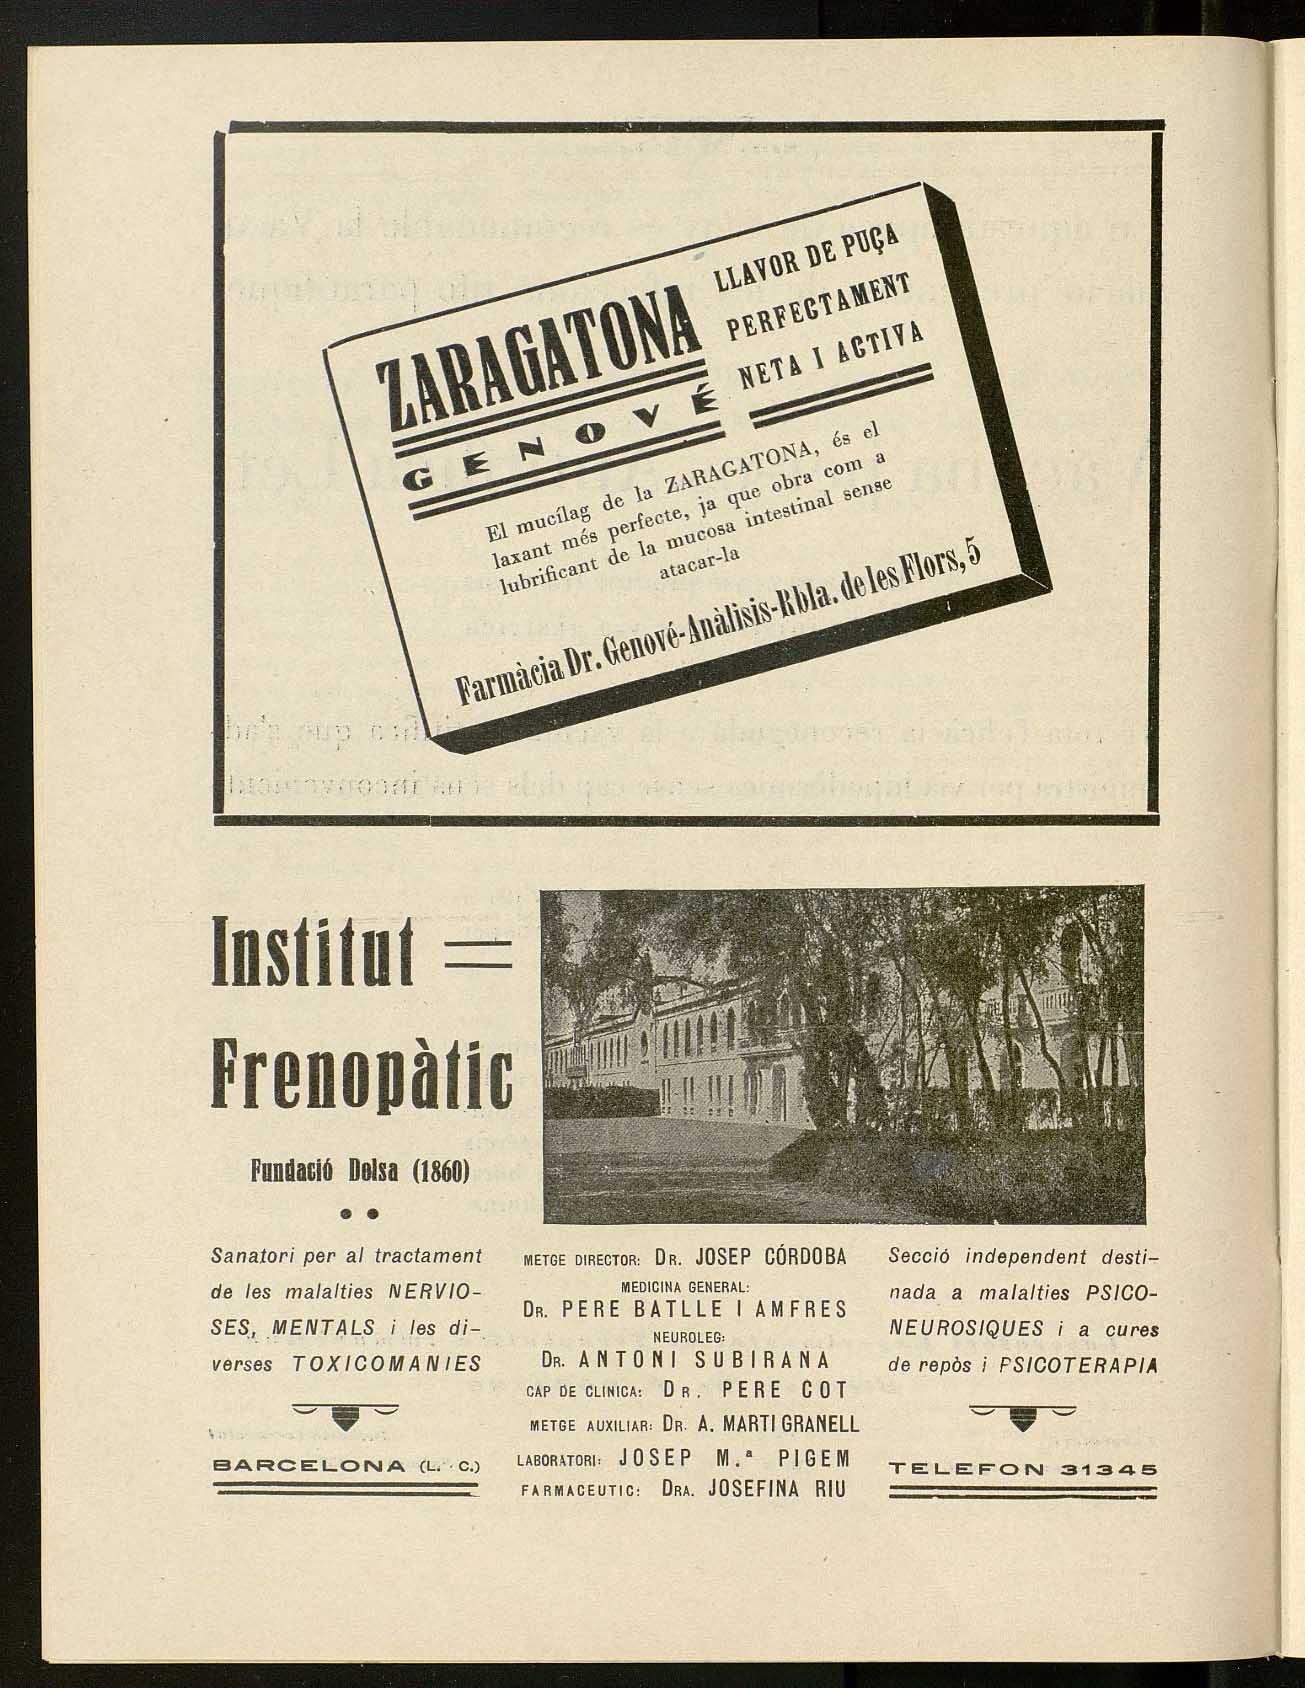 ZARAGATONA
GENOVÉ
LLAVOR DE PUÇA
PERFECTAMENT
NETA I ACTIVA
El mucílag de la ZARAGATONA, és el
laxant més perfecte, ja que obra com a
lubrificant de la mucosa intestinal sense
atacar-la
Farmàcia Dr. Genové-Anàlisis-Rbla. de les Flors, 5
Institut
Frenopàtic
Fundació Dolsa (1860)
Sanatori per al tractament
de les malalties NERVIO-
SES, MENTALS i les di-
verses TOXICOMANIES
BARCELONA (L. C.)
METGE DIRECTOR: DR. JOSEP CÓRDOBA
MEDICINA GENERAL:
DR. PERE BATLLE I AMFRES
NEUROLEG:
DR. ANTONI SUBIRANA
CAP DE CLINICA: DR. PERE COT
METGE AUXILIAR: DR. A. MARTI GRANELL
LABORATORI: JOSEP M.ª PIGEM
FARMACEUTIC: DRA. JOSEFINA RIU
Secció independent desti-
nada a malalties PSICO-
NEUROSIQUES i a cures
de repòs i PSICOTERAPIA
TELEFON 31345